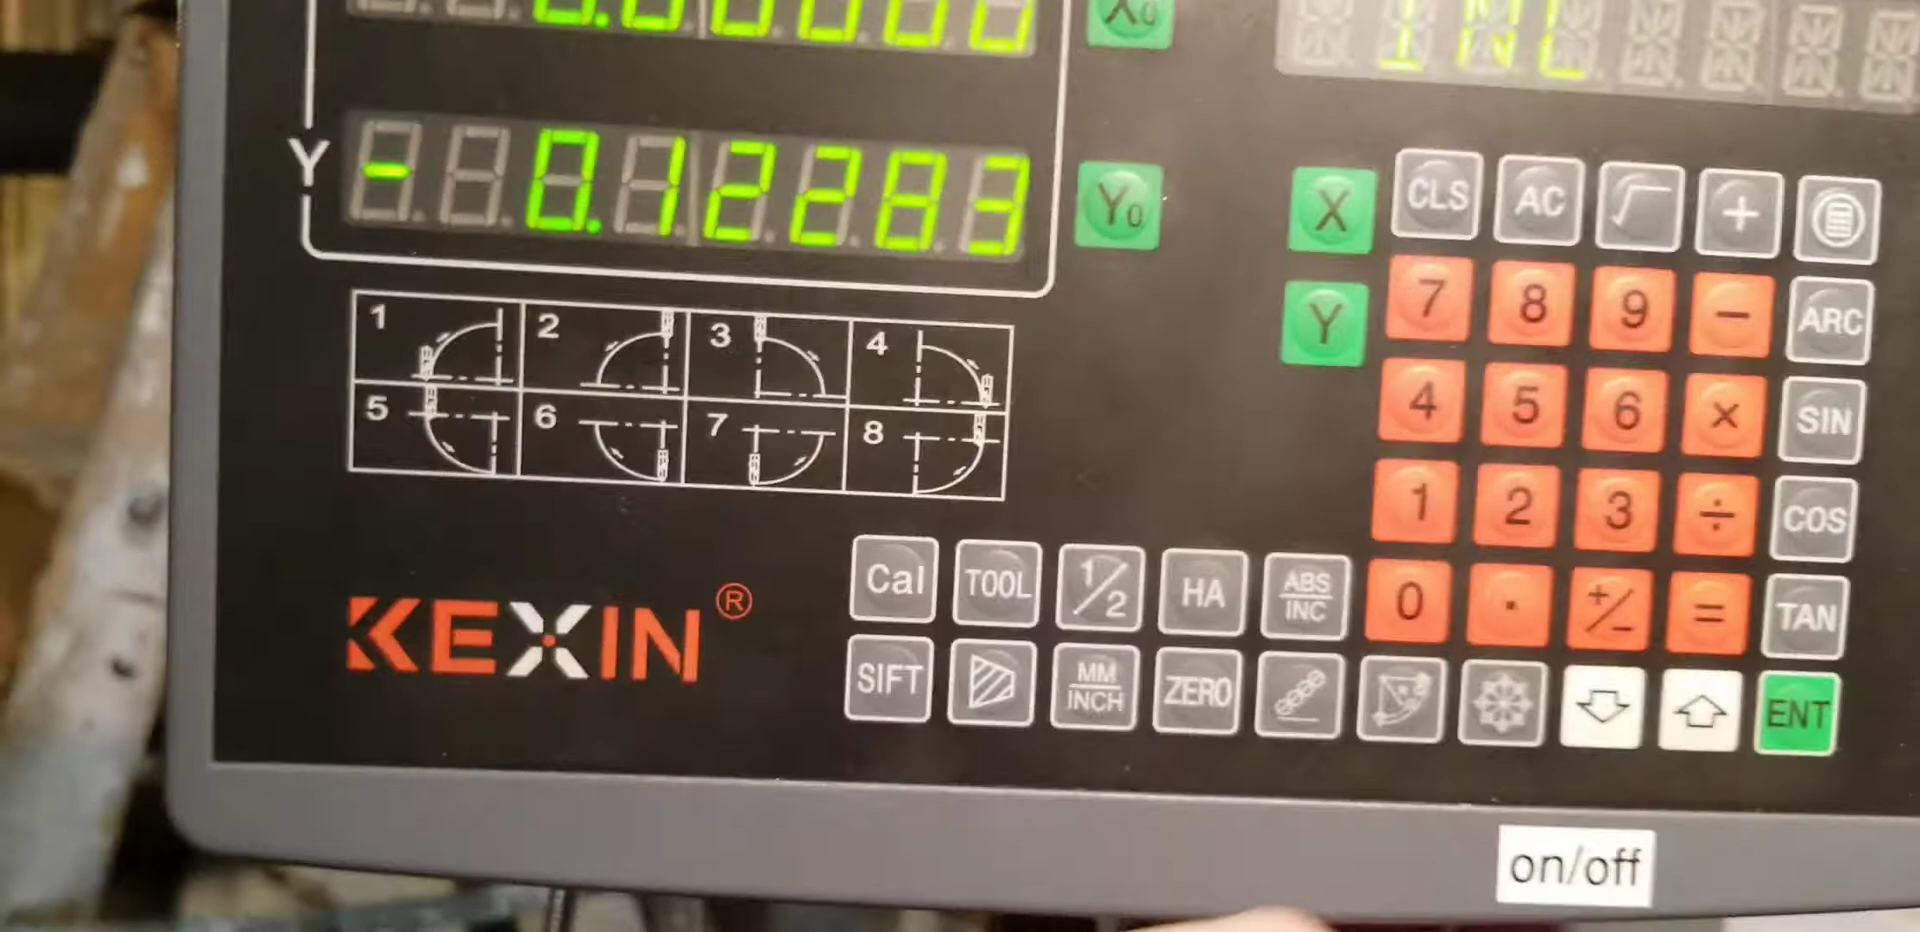 0.00000 X0 INC
Y -0.12283 Y0
X CLS AC √ +
Y 7 8 9 − ARC
1 2 3 4
4 5 6 × SIN
5 6 7 8
1 2 3 ÷ COS
Cal TOOL 1/2 HA ABS/INC 0 . +/− = TAN
KEXIN®
SIFT MM/INCH ZERO ENT
on/off